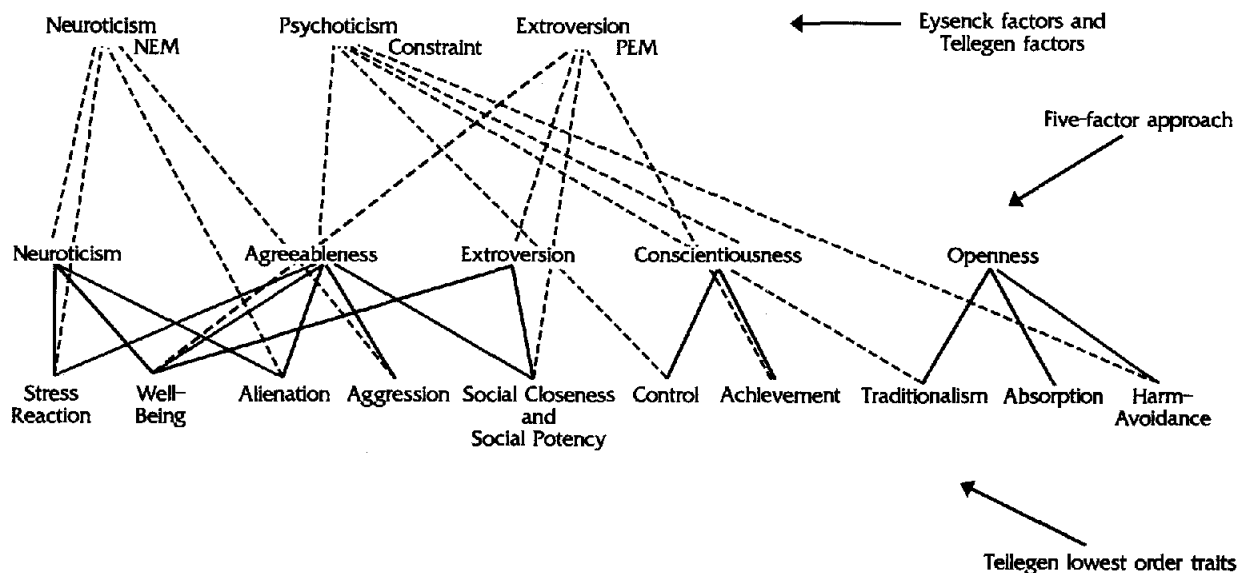 Neuroticism
NEM
Psychoticism
Constraint
Extroversion
PEM
Eysenck factors and
Tellegen factors
Five-factor approach
Neuroticism
Agreeableness
Extroversion
Conscientiousness
Openness
Stress
Reaction
Well-
Being
Alienation
Aggression
Social Closeness
and
Social Potency
Control
Achievement
Traditionalism
Absorption
Harm-
Avoidance
Tellegen lowest order traits